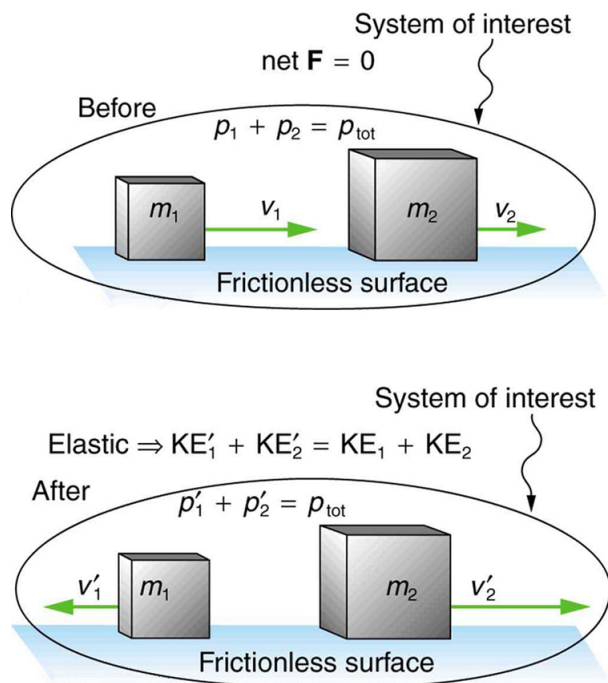 System of interest
net F = 0
Before
p₁ + p₂ = pₜₒₜ
m₁ v₁ m₂ v₂
Frictionless surface
System of interest
Elastic ⇒ KE′₁ + KE′₂ = KE₁ + KE₂
After
p′₁ + p′₂ = pₜₒₜ
v′₁ m₁ m₂ v′₂
Frictionless surface